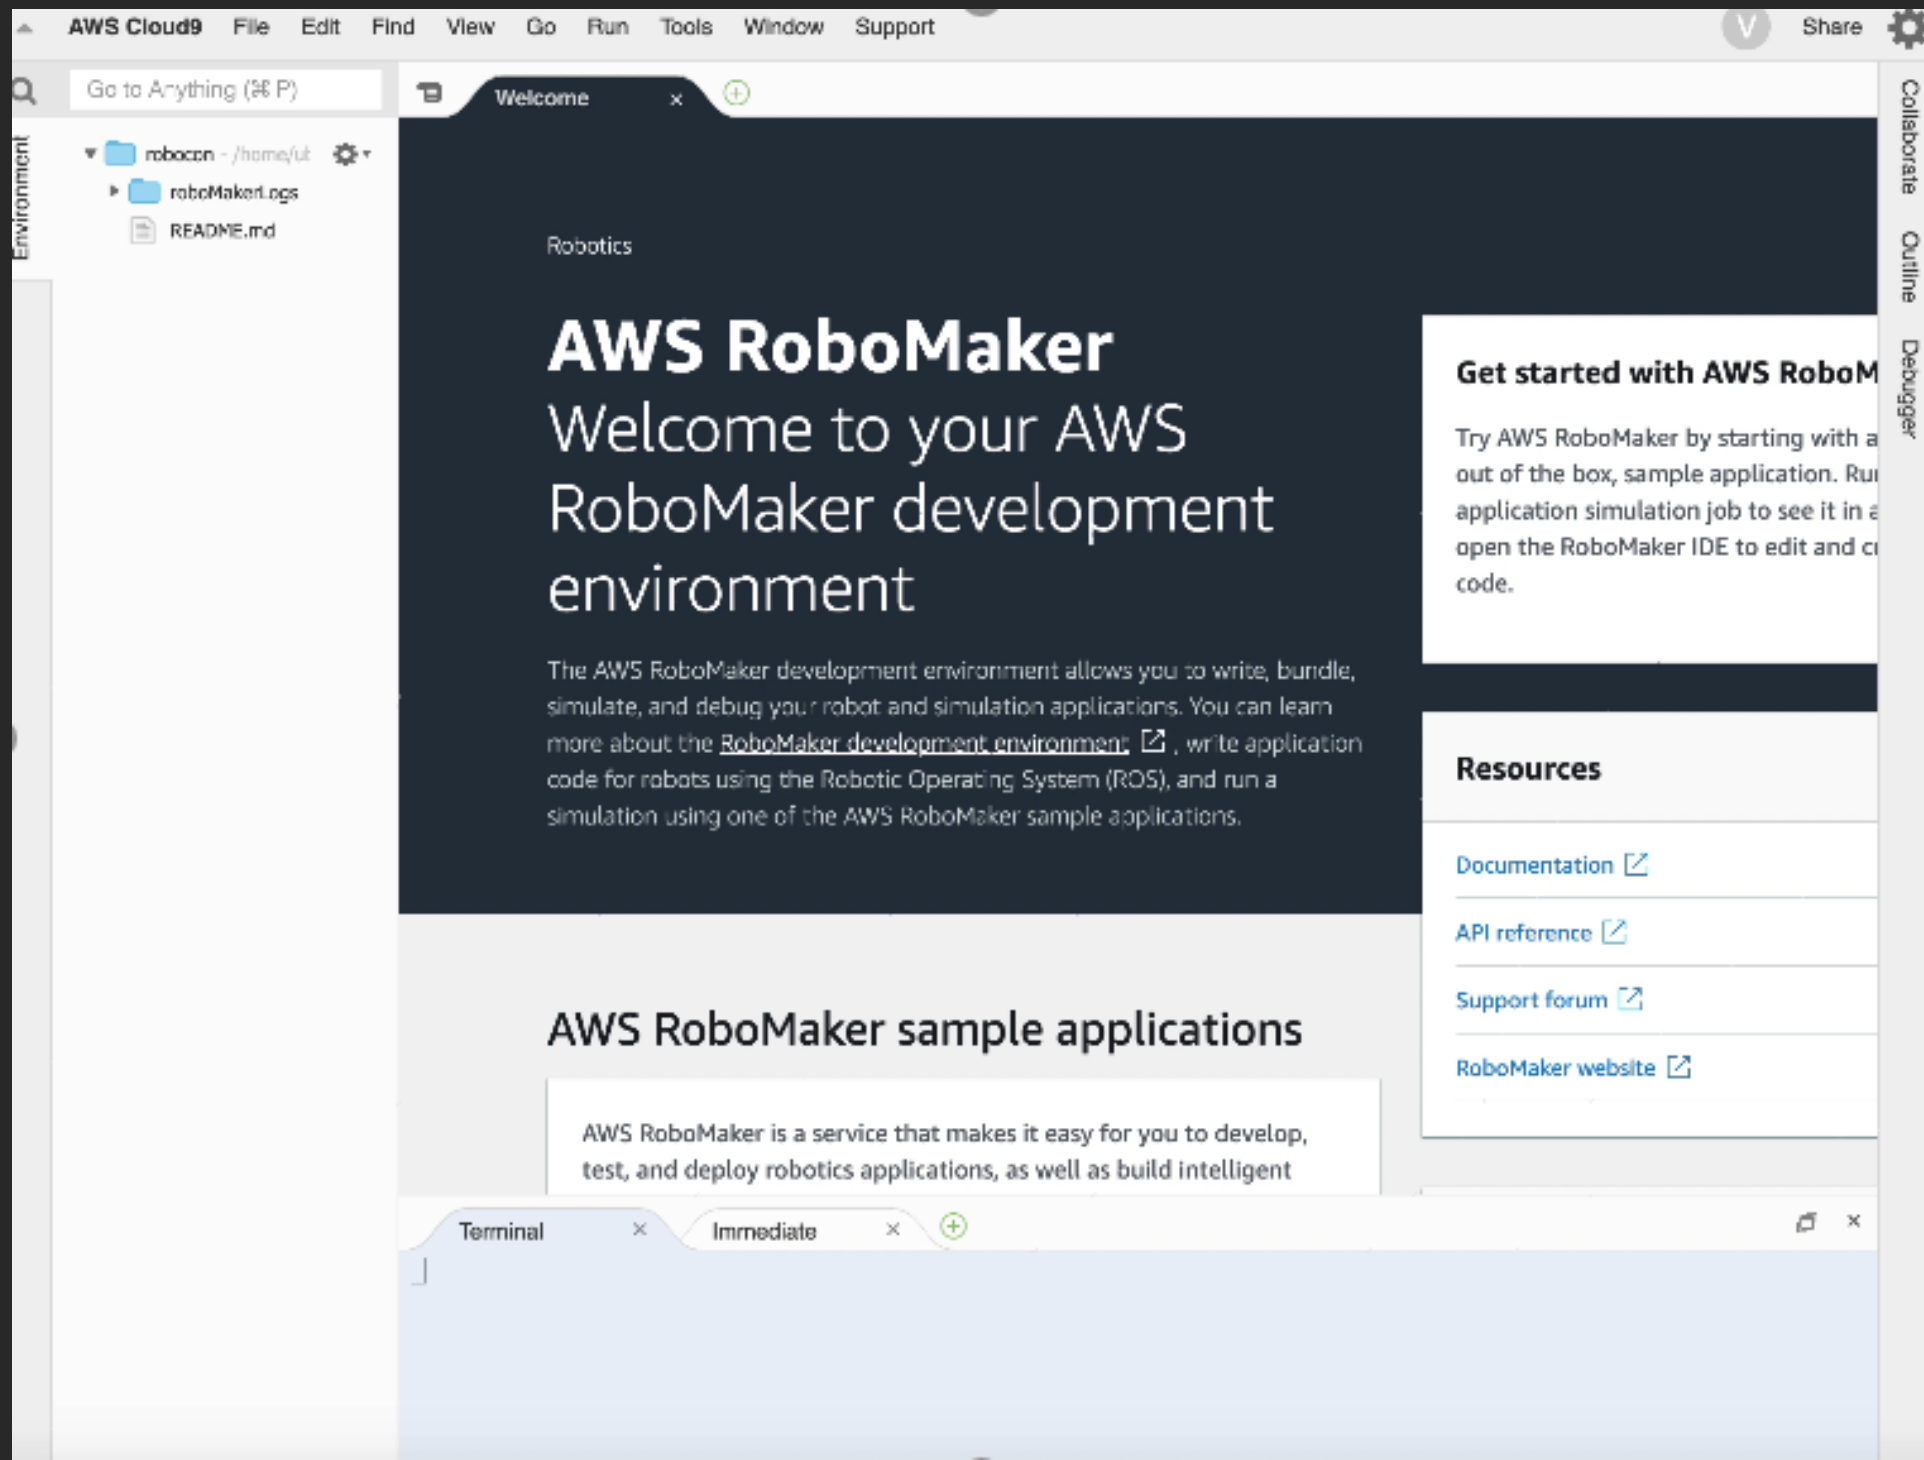 AWS Cloud9 File Edit Find View Go Run Tools Window Support V Share
Go to Anything (⌘ P)
Welcome
Environment
robocon - /home/ut
roboMakerLogs
README.md
Collaborate
Outline
Debugger
Robotics
AWS RoboMaker
Welcome to your AWS
RoboMaker development
environment
The AWS RoboMaker development environment allows you to write, bundle,
simulate, and debug your robot and simulation applications. You can learn
more about the RoboMaker development environment , write application
code for robots using the Robotic Operating System (ROS), and run a
simulation using one of the AWS RoboMaker sample applications.
Get started with AWS RoboM
Try AWS RoboMaker by starting with a
out of the box, sample application. Ru
application simulation job to see it in a
open the RoboMaker IDE to edit and c
code.
Resources
Documentation
API reference
Support forum
RoboMaker website
AWS RoboMaker sample applications
AWS RoboMaker is a service that makes it easy for you to develop,
test, and deploy robotics applications, as well as build intelligent
Terminal
Immediate